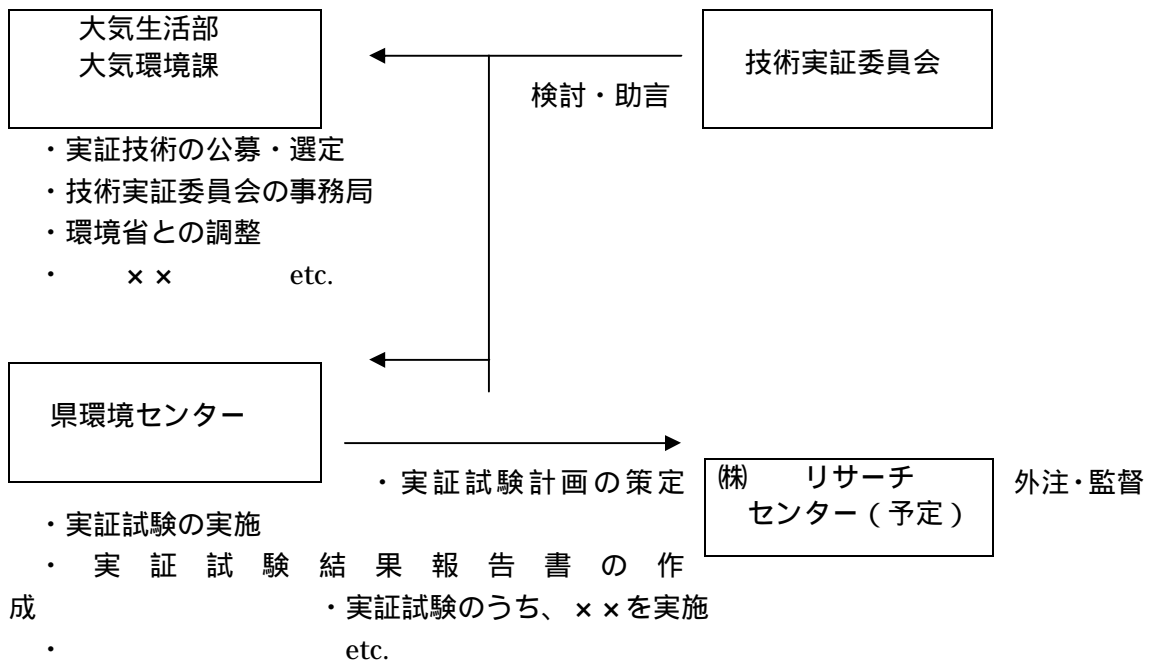 大気生活部
大気環境課
技術実証委員会
検討・助言
・実証技術の公募・選定
・技術実証委員会の事務局
・環境省との調整
・ ×× etc.
県環境センター
・実証試験計画の策定
㈱ リサーチ
センター（予定）
外注・監督
・実証試験の実施
・実証試験結果報告書の作
成 ・実証試験のうち、××を実施
・ etc.